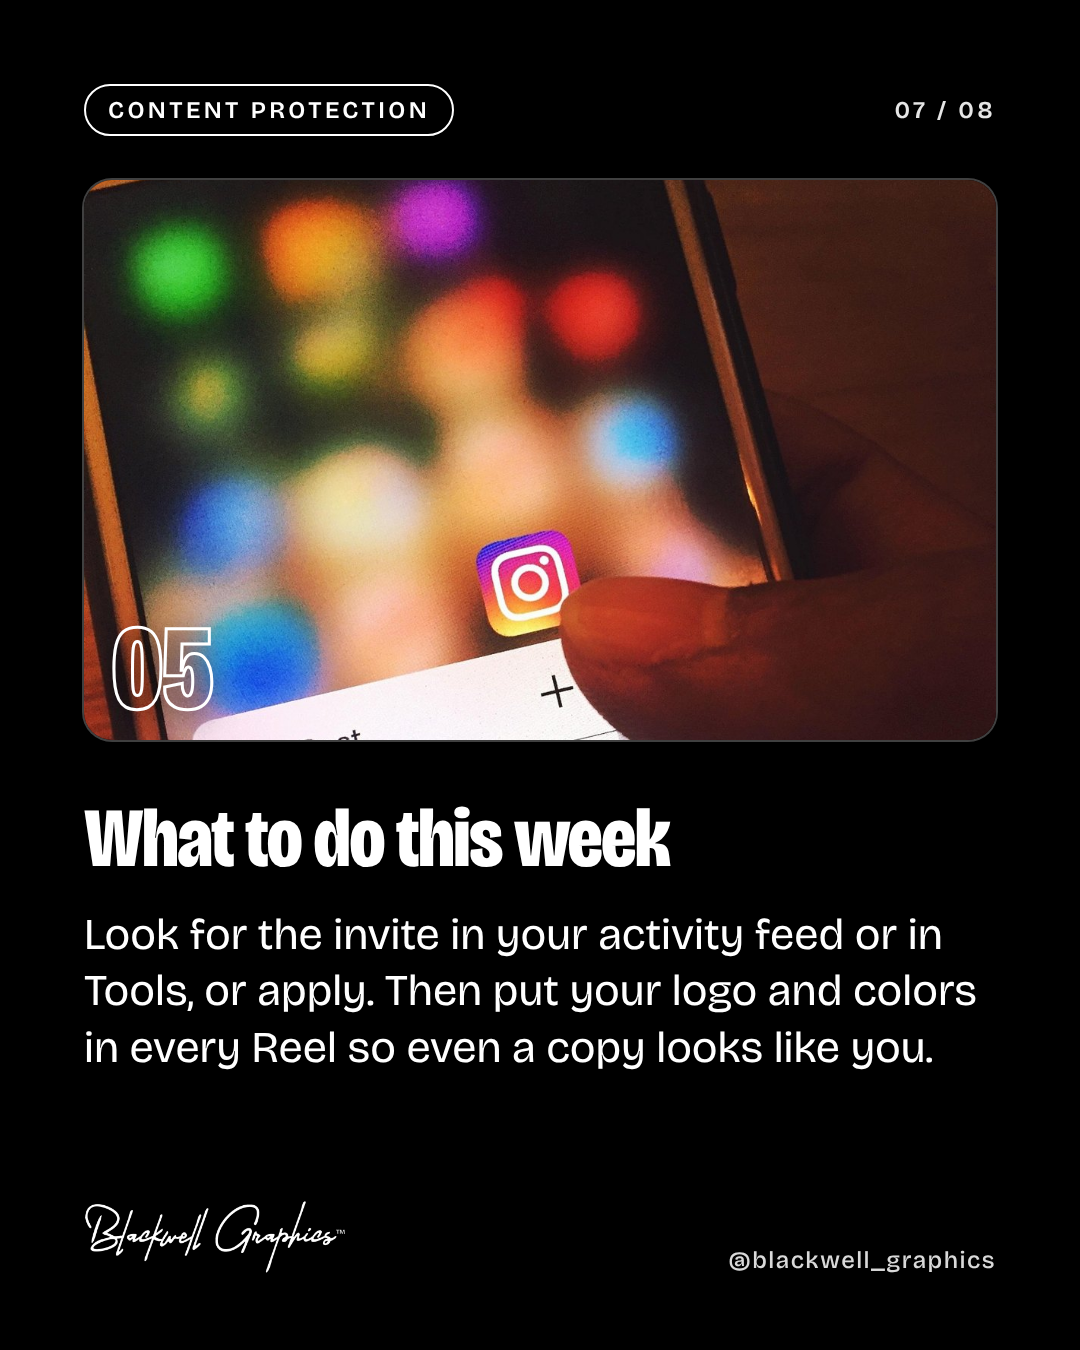 CONTENT PROTECTION
07 / 08
05
What to do this week
Look for the invite in your activity feed or in
Tools, or apply. Then put your logo and colors
in every Reel so even a copy looks like you.
Blackwell Graphics™
@blackwell_graphics